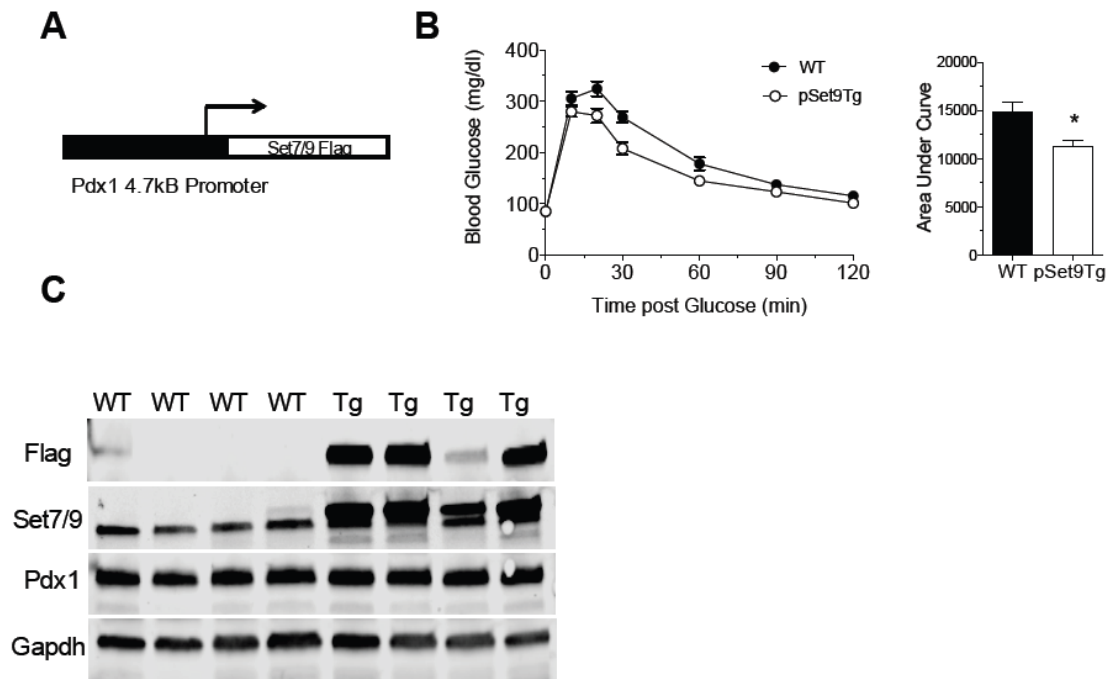 A
Set7/9 Flag
Pdx1 4.7kB Promoter
B
Blood Glucose (mg/dl)
400
300
200
100
0
0
30
60
90
120
Time post Glucose (min)
WT
pSet9Tg
Area Under Curve
20000
15000
10000
5000
0
*
WT pSet9Tg
C
WT WT WT WT Tg Tg Tg Tg
Flag
Set7/9
Pdx1
Gapdh